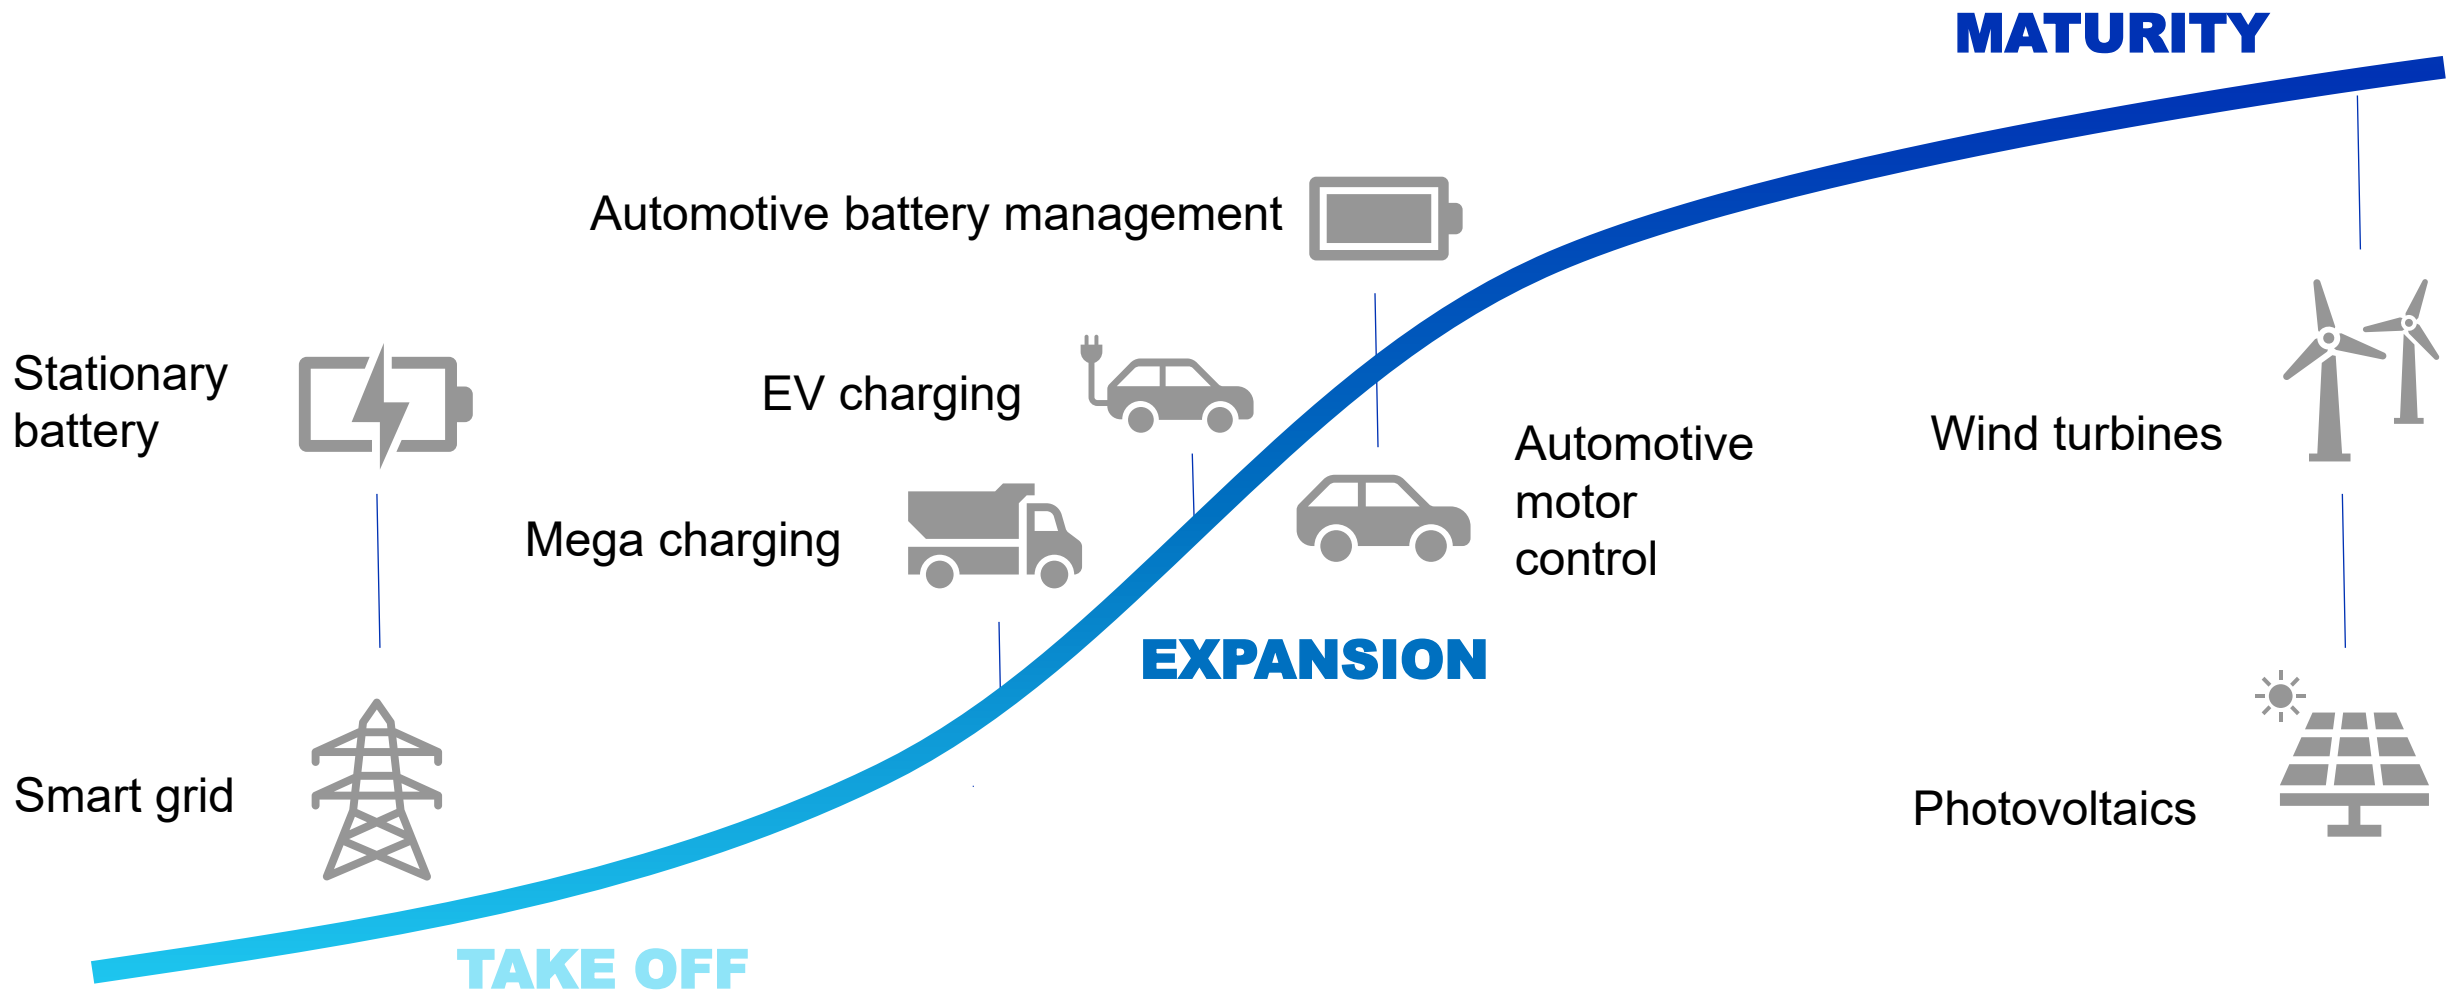 MATURITY
Automotive battery management
Stationary
battery
EV charging
Mega charging
Automotive
motor
control
Wind turbines
EXPANSION
Smart grid
Photovoltaics
TAKE OFF